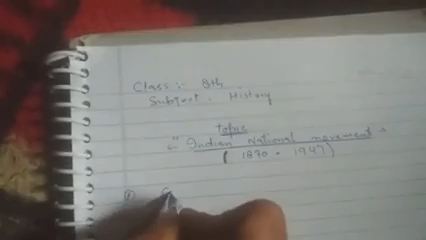 Class :- 8th
Subject : History
topic
" Indian National movement "
( 1870 - 1947)